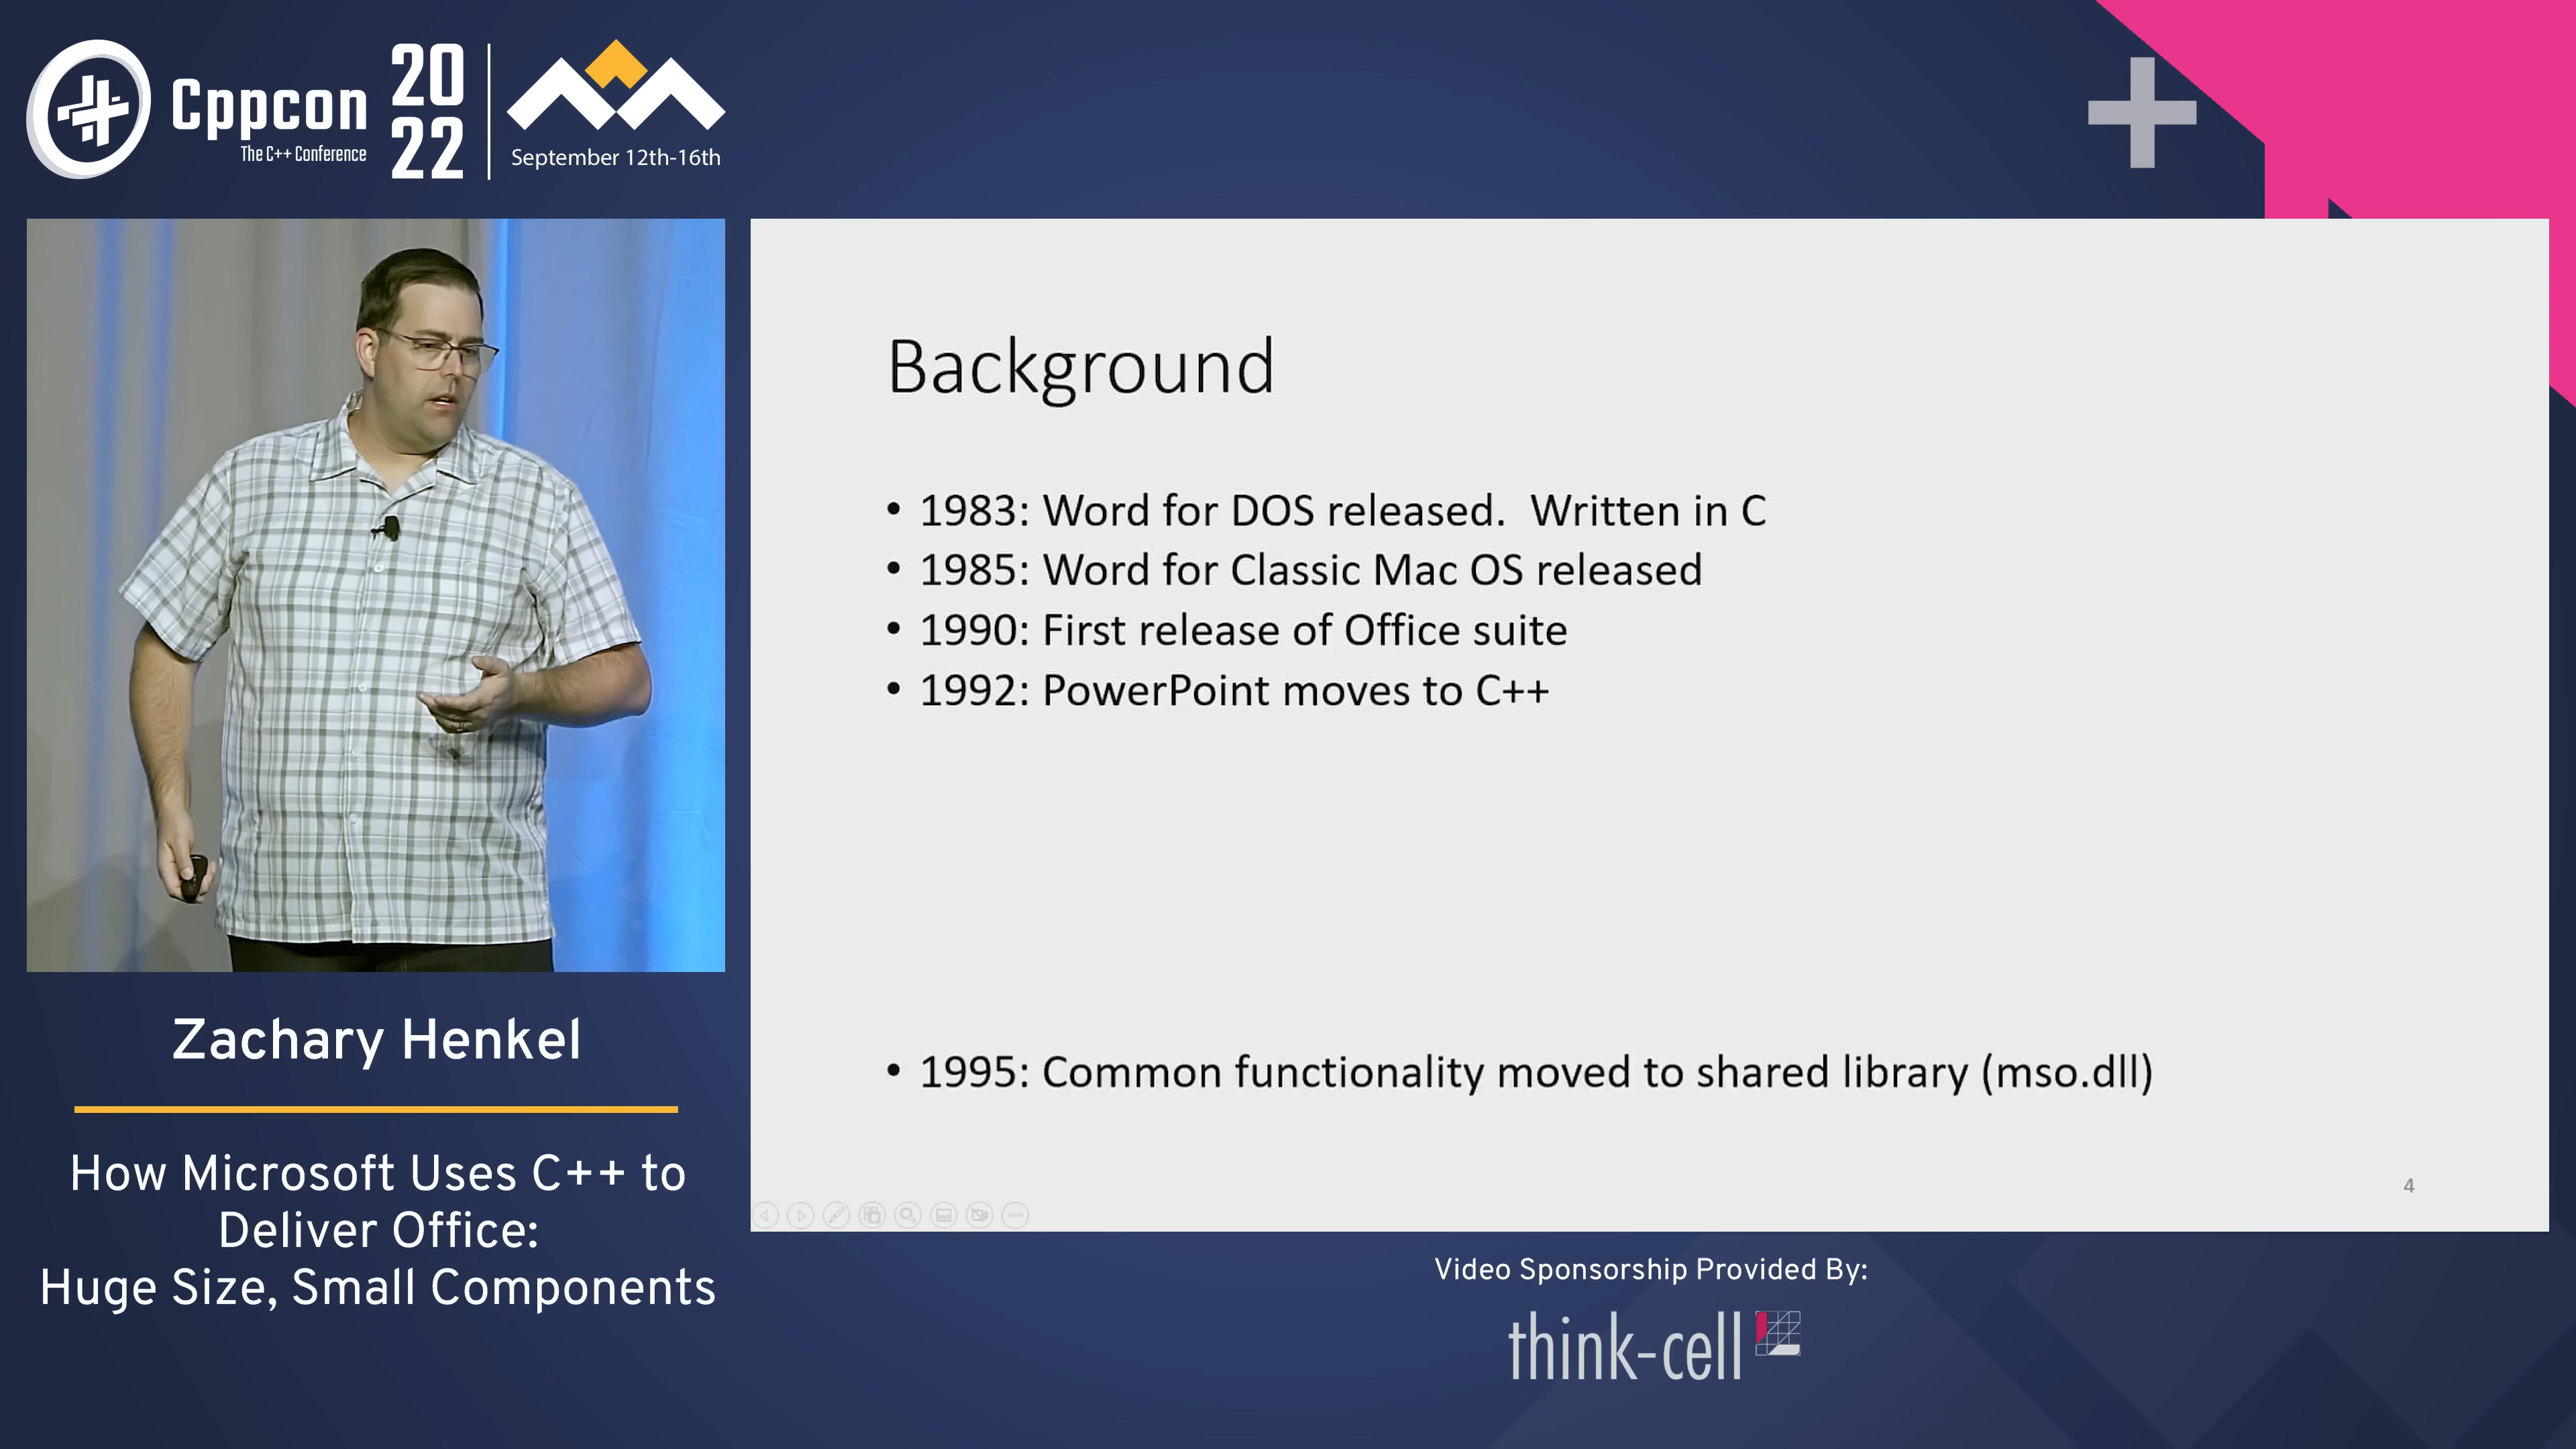 Cppcon
The C++ Conference
20
22
September 12th-16th
Background
• 1983: Word for DOS released.  Written in C
• 1985: Word for Classic Mac OS released
• 1990: First release of Office suite
• 1992: PowerPoint moves to C++
• 1995: Common functionality moved to shared library (mso.dll)
4
Zachary Henkel
How Microsoft Uses C++ to
Deliver Office:
Huge Size, Small Components
Video Sponsorship Provided By:
think-cell